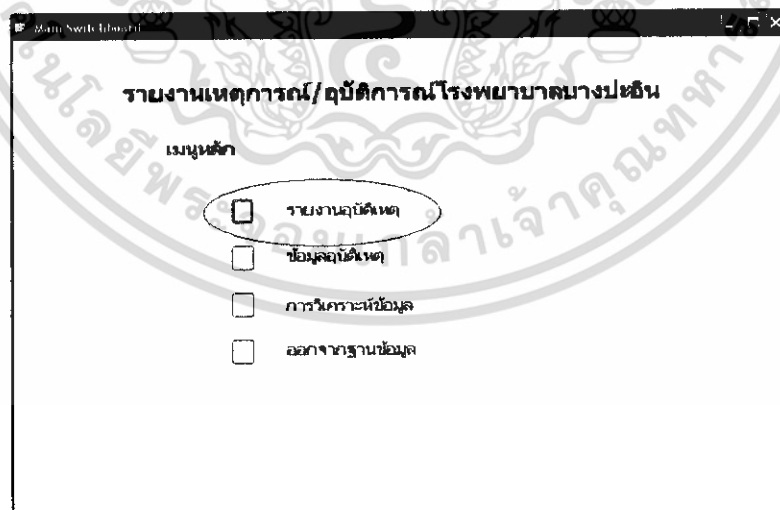 Main Switchboard
รายงานเหตุการณ์/อุบัติการณ์โรงพยาบาลบางปะอิน
เมนูหลัก
รายงานอุบัติเหตุ
ข้อมูลอุบัติเหตุ
การวิเคราะห์ข้อมูล
ออกจากฐานข้อมูล